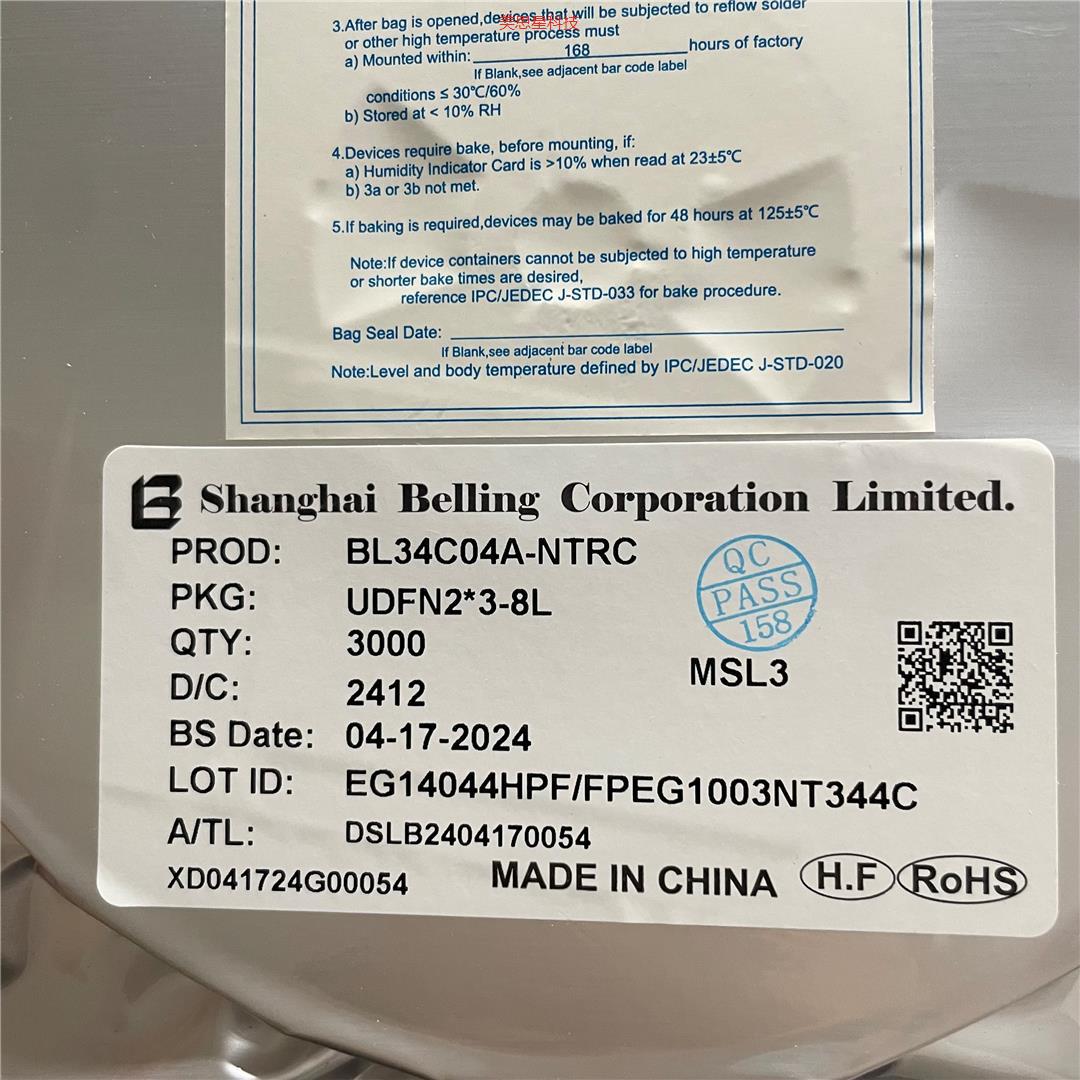 3.After bag is opened,devices that will be subjected to reflow solder
美思星科技
or other high temperature process must
a) Mounted within: 168 hours of factory
If Blank,see adjacent bar code label
conditions ≤ 30℃/60%
b) Stored at < 10% RH
4.Devices require bake, before mounting, if:
a) Humidity Indicator Card is >10% when read at 23±5℃
b) 3a or 3b not met.
5.If baking is required,devices may be baked for 48 hours at 125±5℃
Note:If device containers cannot be subjected to high temperature
or shorter bake times are desired,
reference IPC/JEDEC J-STD-033 for bake procedure.
Bag Seal Date:
If Blank,see adjacent bar code label
Note:Level and body temperature defined by IPC/JEDEC J-STD-020
Shanghai Belling Corporation Limited.
PROD: BL34C04A-NTRC
PKG: UDFN2*3-8L
QTY: 3000
D/C: 2412
BS Date: 04-17-2024
LOT ID: EG14044HPF/FPEG1003NT344C
A/TL: DSLB2404170054
XD041724G00054
QC
PASS
158
MSL3
MADE IN CHINA H.F RoHS